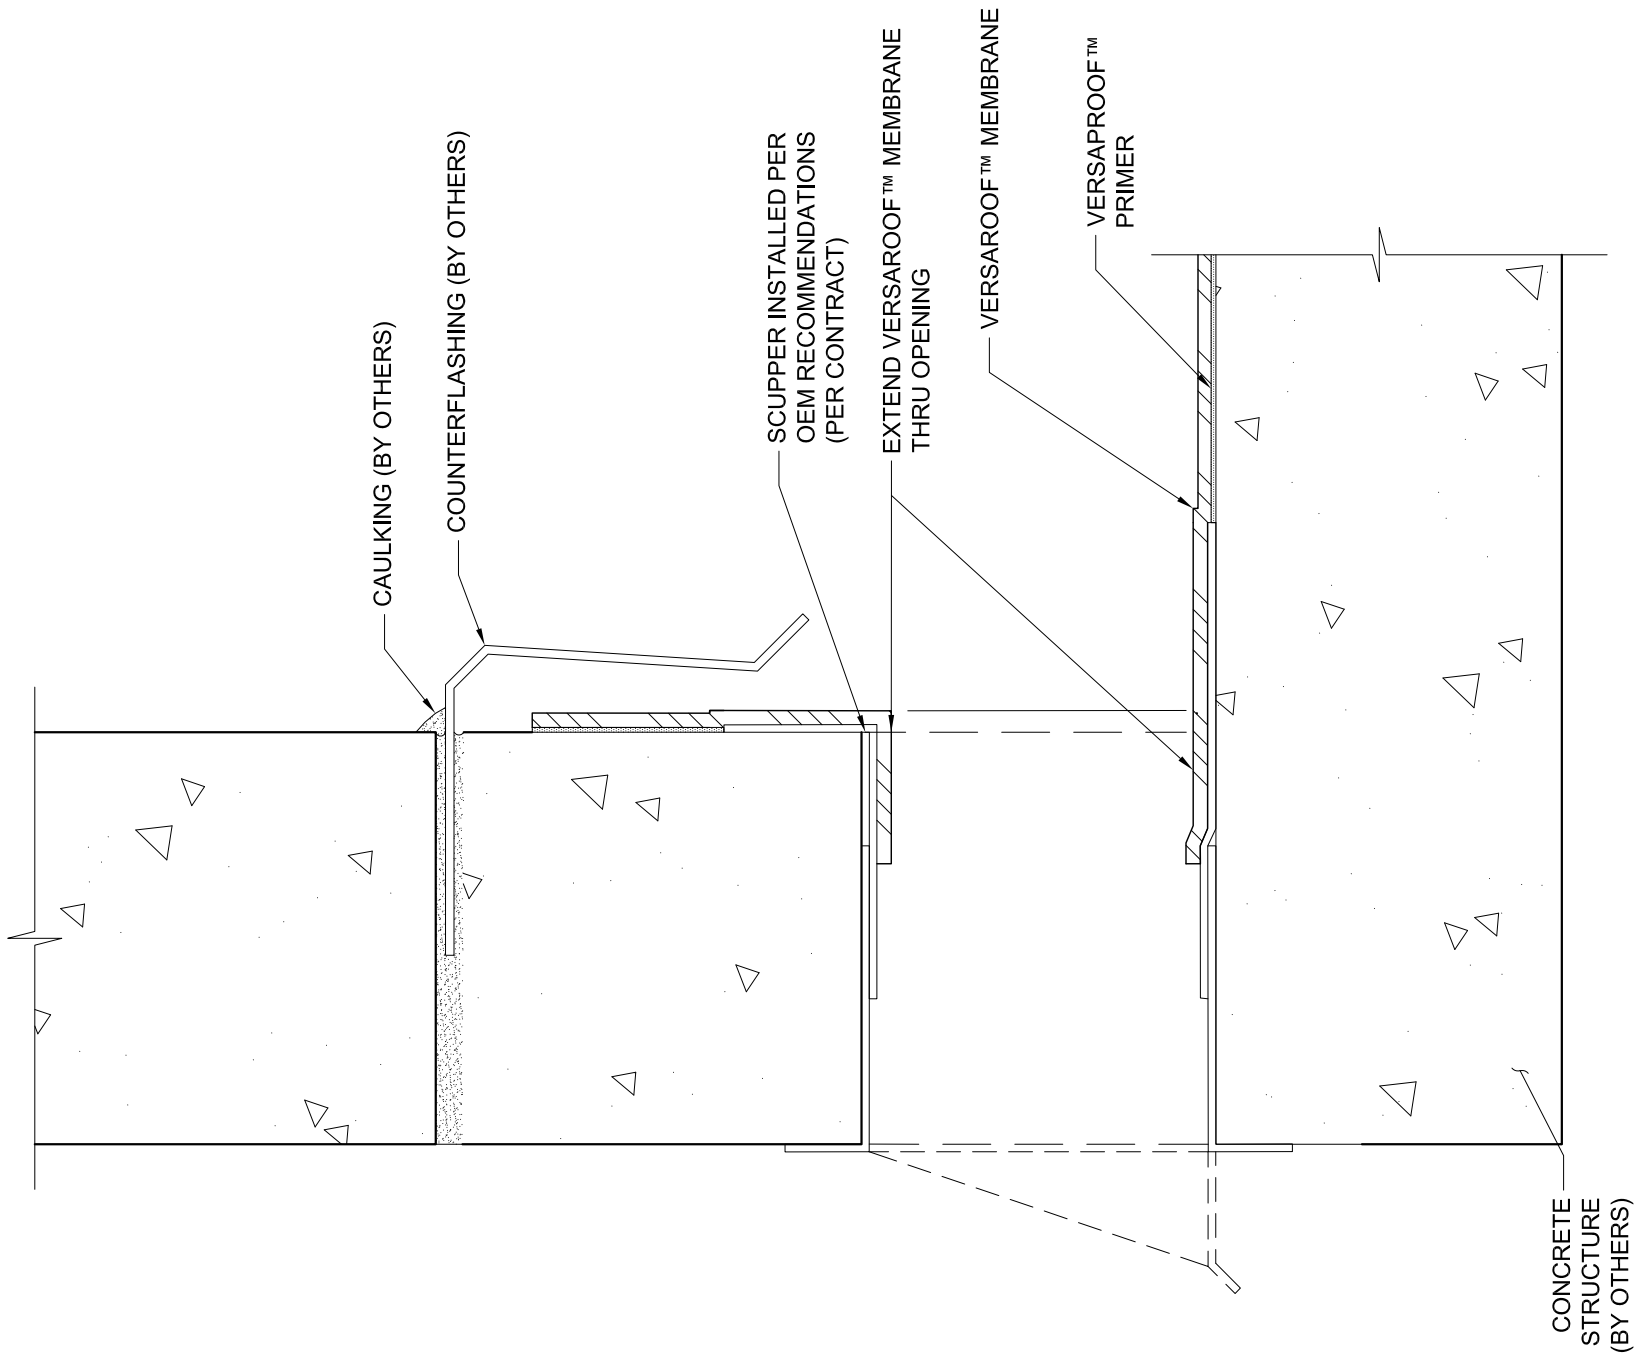 CAULKING (BY OTHERS)
COUNTERFLASHING (BY OTHERS)
SCUPPER INSTALLED PER
OEM RECOMMENDATIONS
(PER CONTRACT)
EXTEND VERSAROOF™ MEMBRANE
THRU OPENING
VERSAROOF™ MEMBRANE
VERSAPROOF™
PRIMER
CONCRETE
STRUCTURE
(BY OTHERS)